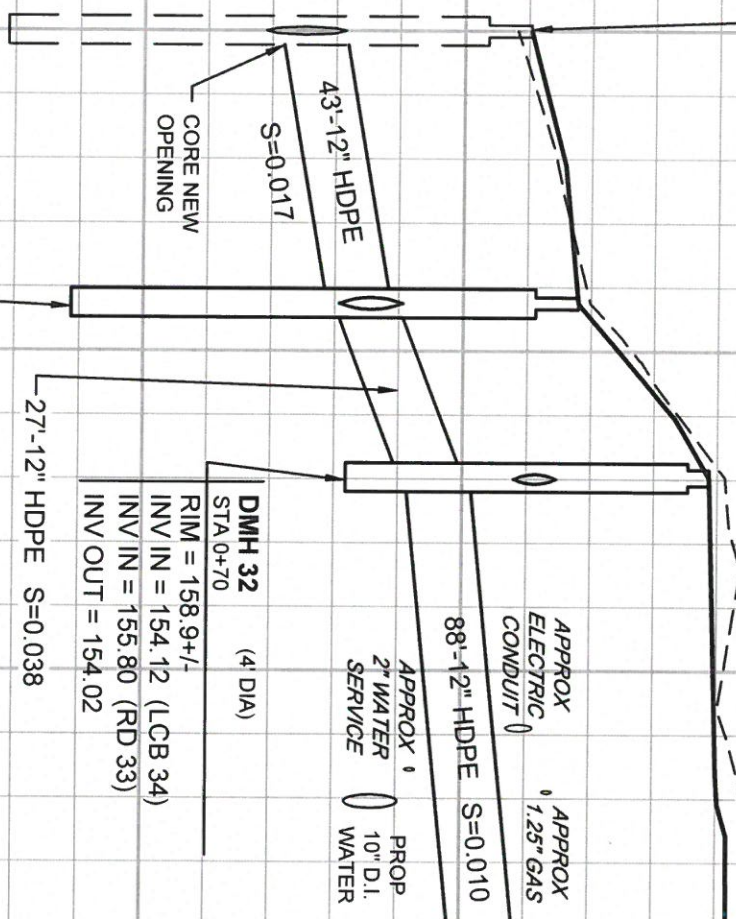 CORE NEW
OPENING
43'-12" HDPE
S=0.017
27'-12" HDPE S=0.038
DMH 32 (4' DIA)
STA 0+70
RIM = 158.9+/-
INV IN = 154.12 (LCB 34)
INV IN = 155.80 (RD 33)
INV OUT = 154.02
APPROX
ELECTRIC
CONDUIT
88'-12" HDPE S=0.010
APPROX
2" WATER
SERVICE
APPROX
1.25" GAS
PROP
10" D.I.
WATER